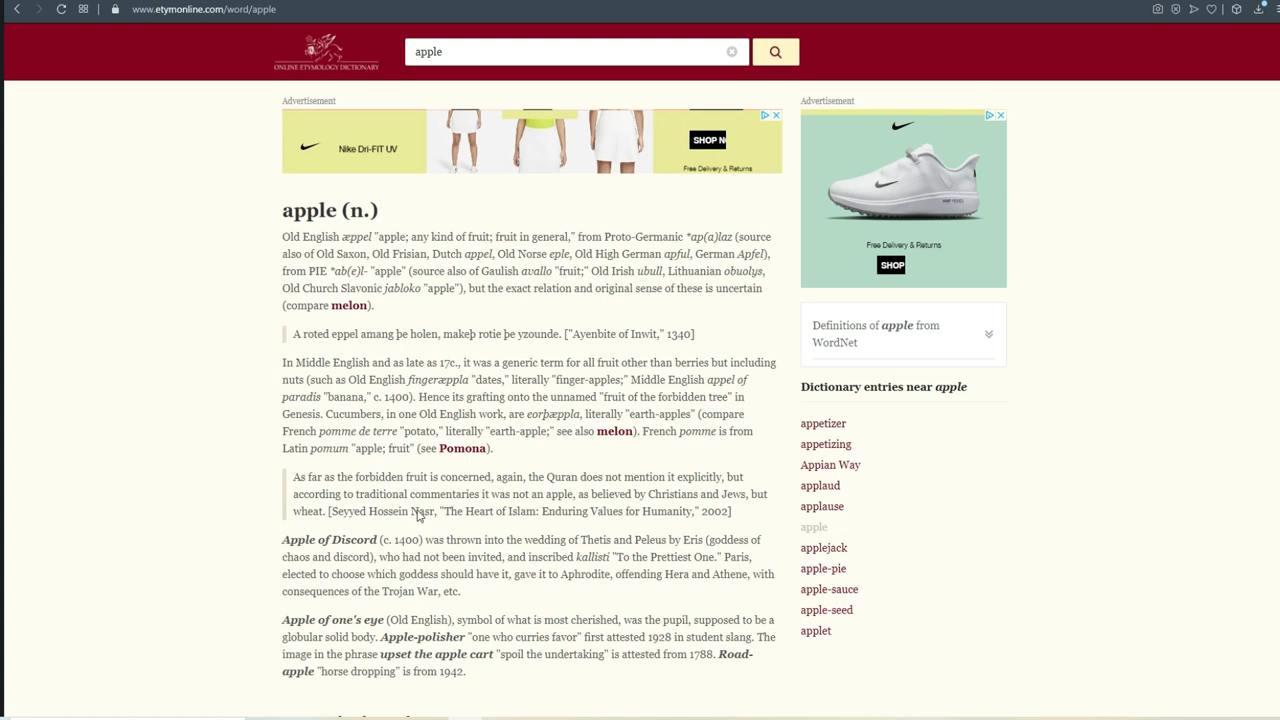 www.etymonline.com/word/apple
ONLINE ETYMOLOGY DICTIONARY
apple
Advertisement
Nike Dri-FIT UV
SHOP N
Free Delivery & Returns
apple (n.)
Old English æppel "apple; any kind of fruit; fruit in general," from Proto-Germanic *ap(a)laz (source
also of Old Saxon, Old Frisian, Dutch appel, Old Norse eple, Old High German apful, German Apfel),
from PIE *ab(e)l- "apple" (source also of Gaulish avallo "fruit;" Old Irish ubull, Lithuanian obuolys,
Old Church Slavonic jabloko "apple"), but the exact relation and original sense of these is uncertain
(compare melon).
A roted eppel amang þe holen, makeþ rotie þe yzounde. ["Ayenbite of Inwit," 1340]
In Middle English and as late as 17c., it was a generic term for all fruit other than berries but including
nuts (such as Old English fingeræppla "dates," literally "finger-apples;" Middle English appel of
paradis "banana," c. 1400). Hence its grafting onto the unnamed "fruit of the forbidden tree" in
Genesis. Cucumbers, in one Old English work, are eorþæppla, literally "earth-apples" (compare
French pomme de terre "potato," literally "earth-apple;" see also melon). French pomme is from
Latin pomum "apple; fruit" (see Pomona).
As far as the forbidden fruit is concerned, again, the Quran does not mention it explicitly, but
according to traditional commentaries it was not an apple, as believed by Christians and Jews, but
wheat. [Seyyed Hossein Nasr, "The Heart of Islam: Enduring Values for Humanity," 2002]
Apple of Discord (c. 1400) was thrown into the wedding of Thetis and Peleus by Eris (goddess of
chaos and discord), who had not been invited, and inscribed kallisti "To the Prettiest One." Paris,
elected to choose which goddess should have it, gave it to Aphrodite, offending Hera and Athene, with
consequences of the Trojan War, etc.
Apple of one's eye (Old English), symbol of what is most cherished, was the pupil, supposed to be a
globular solid body. Apple-polisher "one who curries favor" first attested 1928 in student slang. The
image in the phrase upset the apple cart "spoil the undertaking" is attested from 1788. Road-
apple "horse dropping" is from 1942.
Advertisement
Free Delivery & Returns
SHOP
Definitions of apple from
WordNet
Dictionary entries near apple
appetizer
appetizing
Appian Way
applaud
applause
apple
applejack
apple-pie
apple-sauce
apple-seed
applet